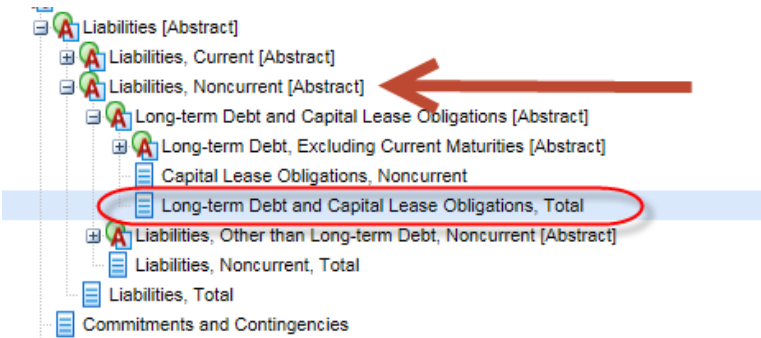 Liabilities [Abstract]
Liabilities, Current [Abstract]
Liabilities, Noncurrent [Abstract]
Long-term Debt and Capital Lease Obligations [Abstract]
Long-term Debt, Excluding Current Maturities [Abstract]
Capital Lease Obligations, Noncurrent
Long-term Debt and Capital Lease Obligations, Total
Liabilities, Other than Long-term Debt, Noncurrent [Abstract]
Liabilities, Noncurrent, Total
Liabilities, Total
Commitments and Contingencies